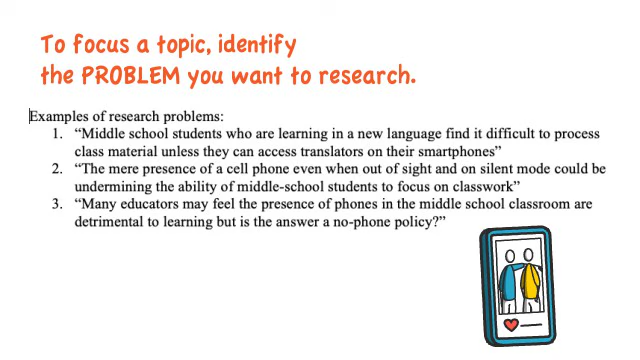 To focus a topic, identify
the PROBLEM you want to research.
Examples of research problems:
1. “Middle school students who are learning in a new language find it difficult to process
class material unless they can access translators on their smartphones”
2. “The mere presence of a cell phone even when out of sight and on silent mode could be
undermining the ability of middle-school students to focus on classwork”
3. “Many educators may feel the presence of phones in the middle school classroom are
detrimental to learning but is the answer a no-phone policy?”